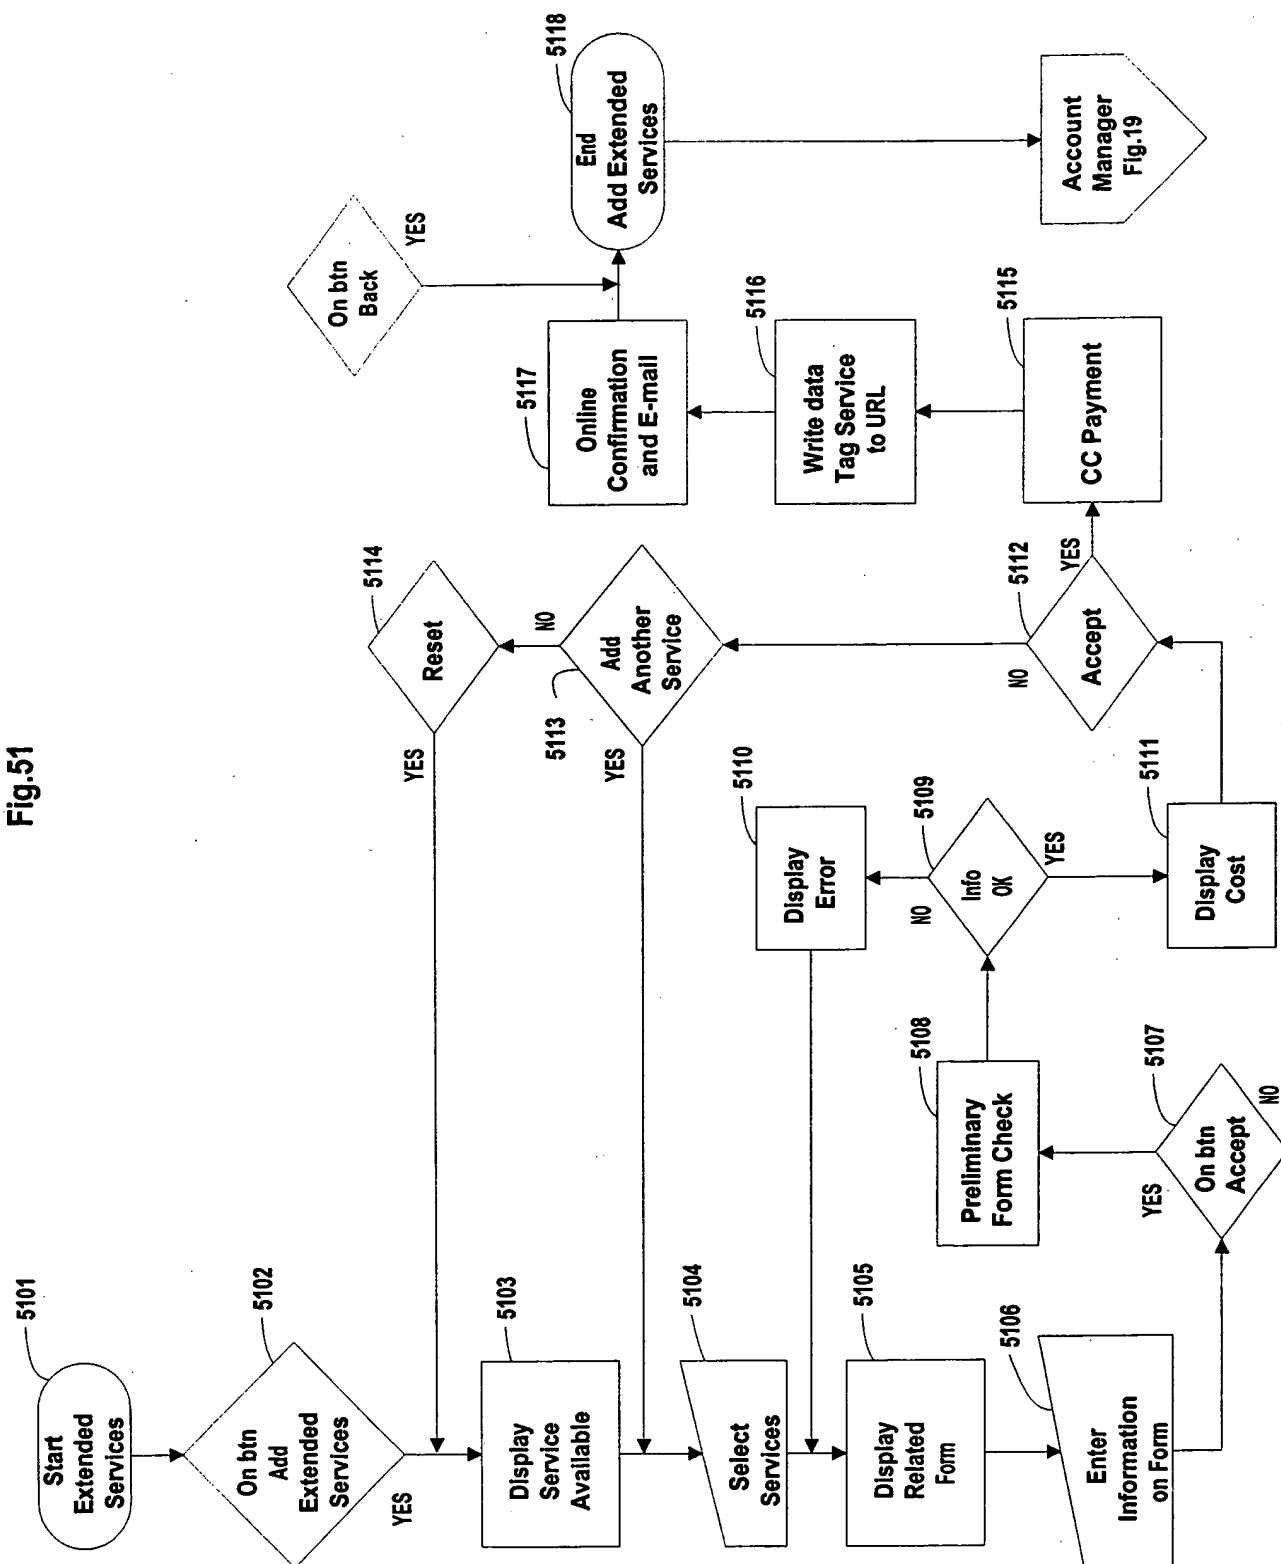 Fig.51
5101
Start
Extended
Services
5102
On btn
Add
Extended
Services
YES
5103
Display
Service
Available
5104
Select
Services
5105
Display
Related
Form
5106
Enter
Information
on Form
5107
On btn
Accept
YES
NO
5108
Preliminary
Form Check
5109
Info
OK
NO
YES
5110
Display
Error
5111
Display
Cost
5112
Accept
NO
YES
5113
Add
Another
Service
YES
NO
5114
Reset
YES
5115
CC Payment
5116
Write data
Tag Service
to URL
5117
Online
Confirmation
and E-mail
On btn
Back
YES
5118
End
Add Extended
Services
Account
Manager
Fig.19